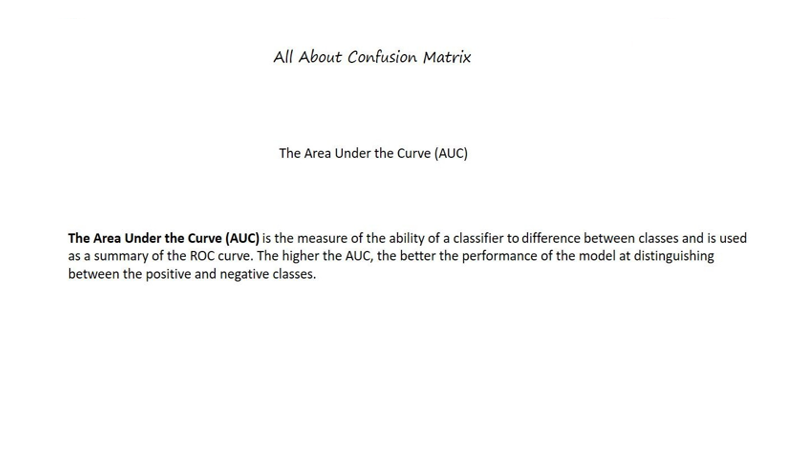 All About Confusion Matrix
The Area Under the Curve (AUC)
The Area Under the Curve (AUC) is the measure of the ability of a classifier to difference between classes and is used
as a summary of the ROC curve. The higher the AUC, the better the performance of the model at distinguishing
between the positive and negative classes.